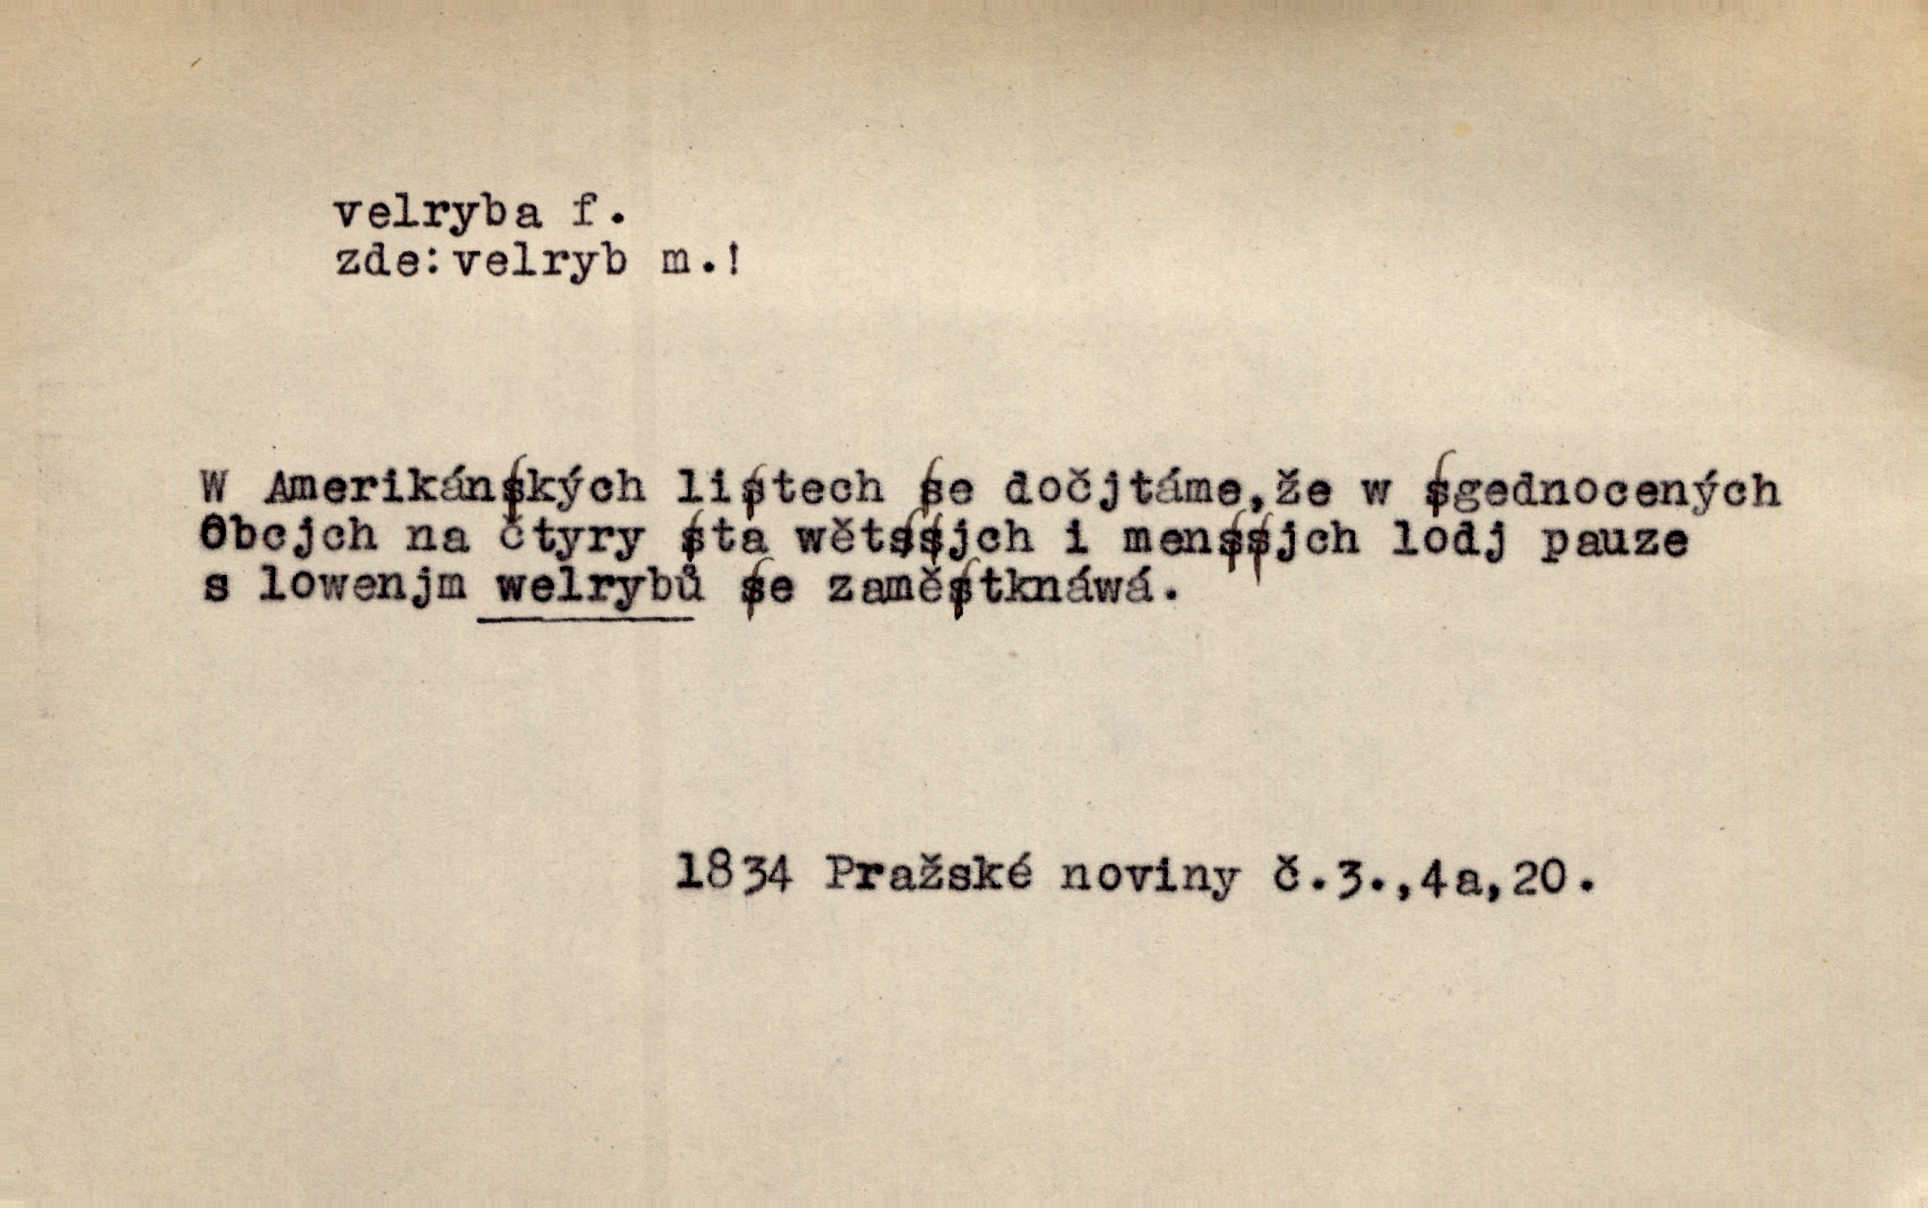 velryba f.
zde:velryb m.!
W Amerikánſkých liſtech ſe dočjtáme,že w ſgednocených
Obcjch na čtyry ſta wětſſjch i menſſjch lodj pauze
s lowenjm welrybů ſe zaměſtknáwá.
1834 Pražské noviny č.3.,4a,20.